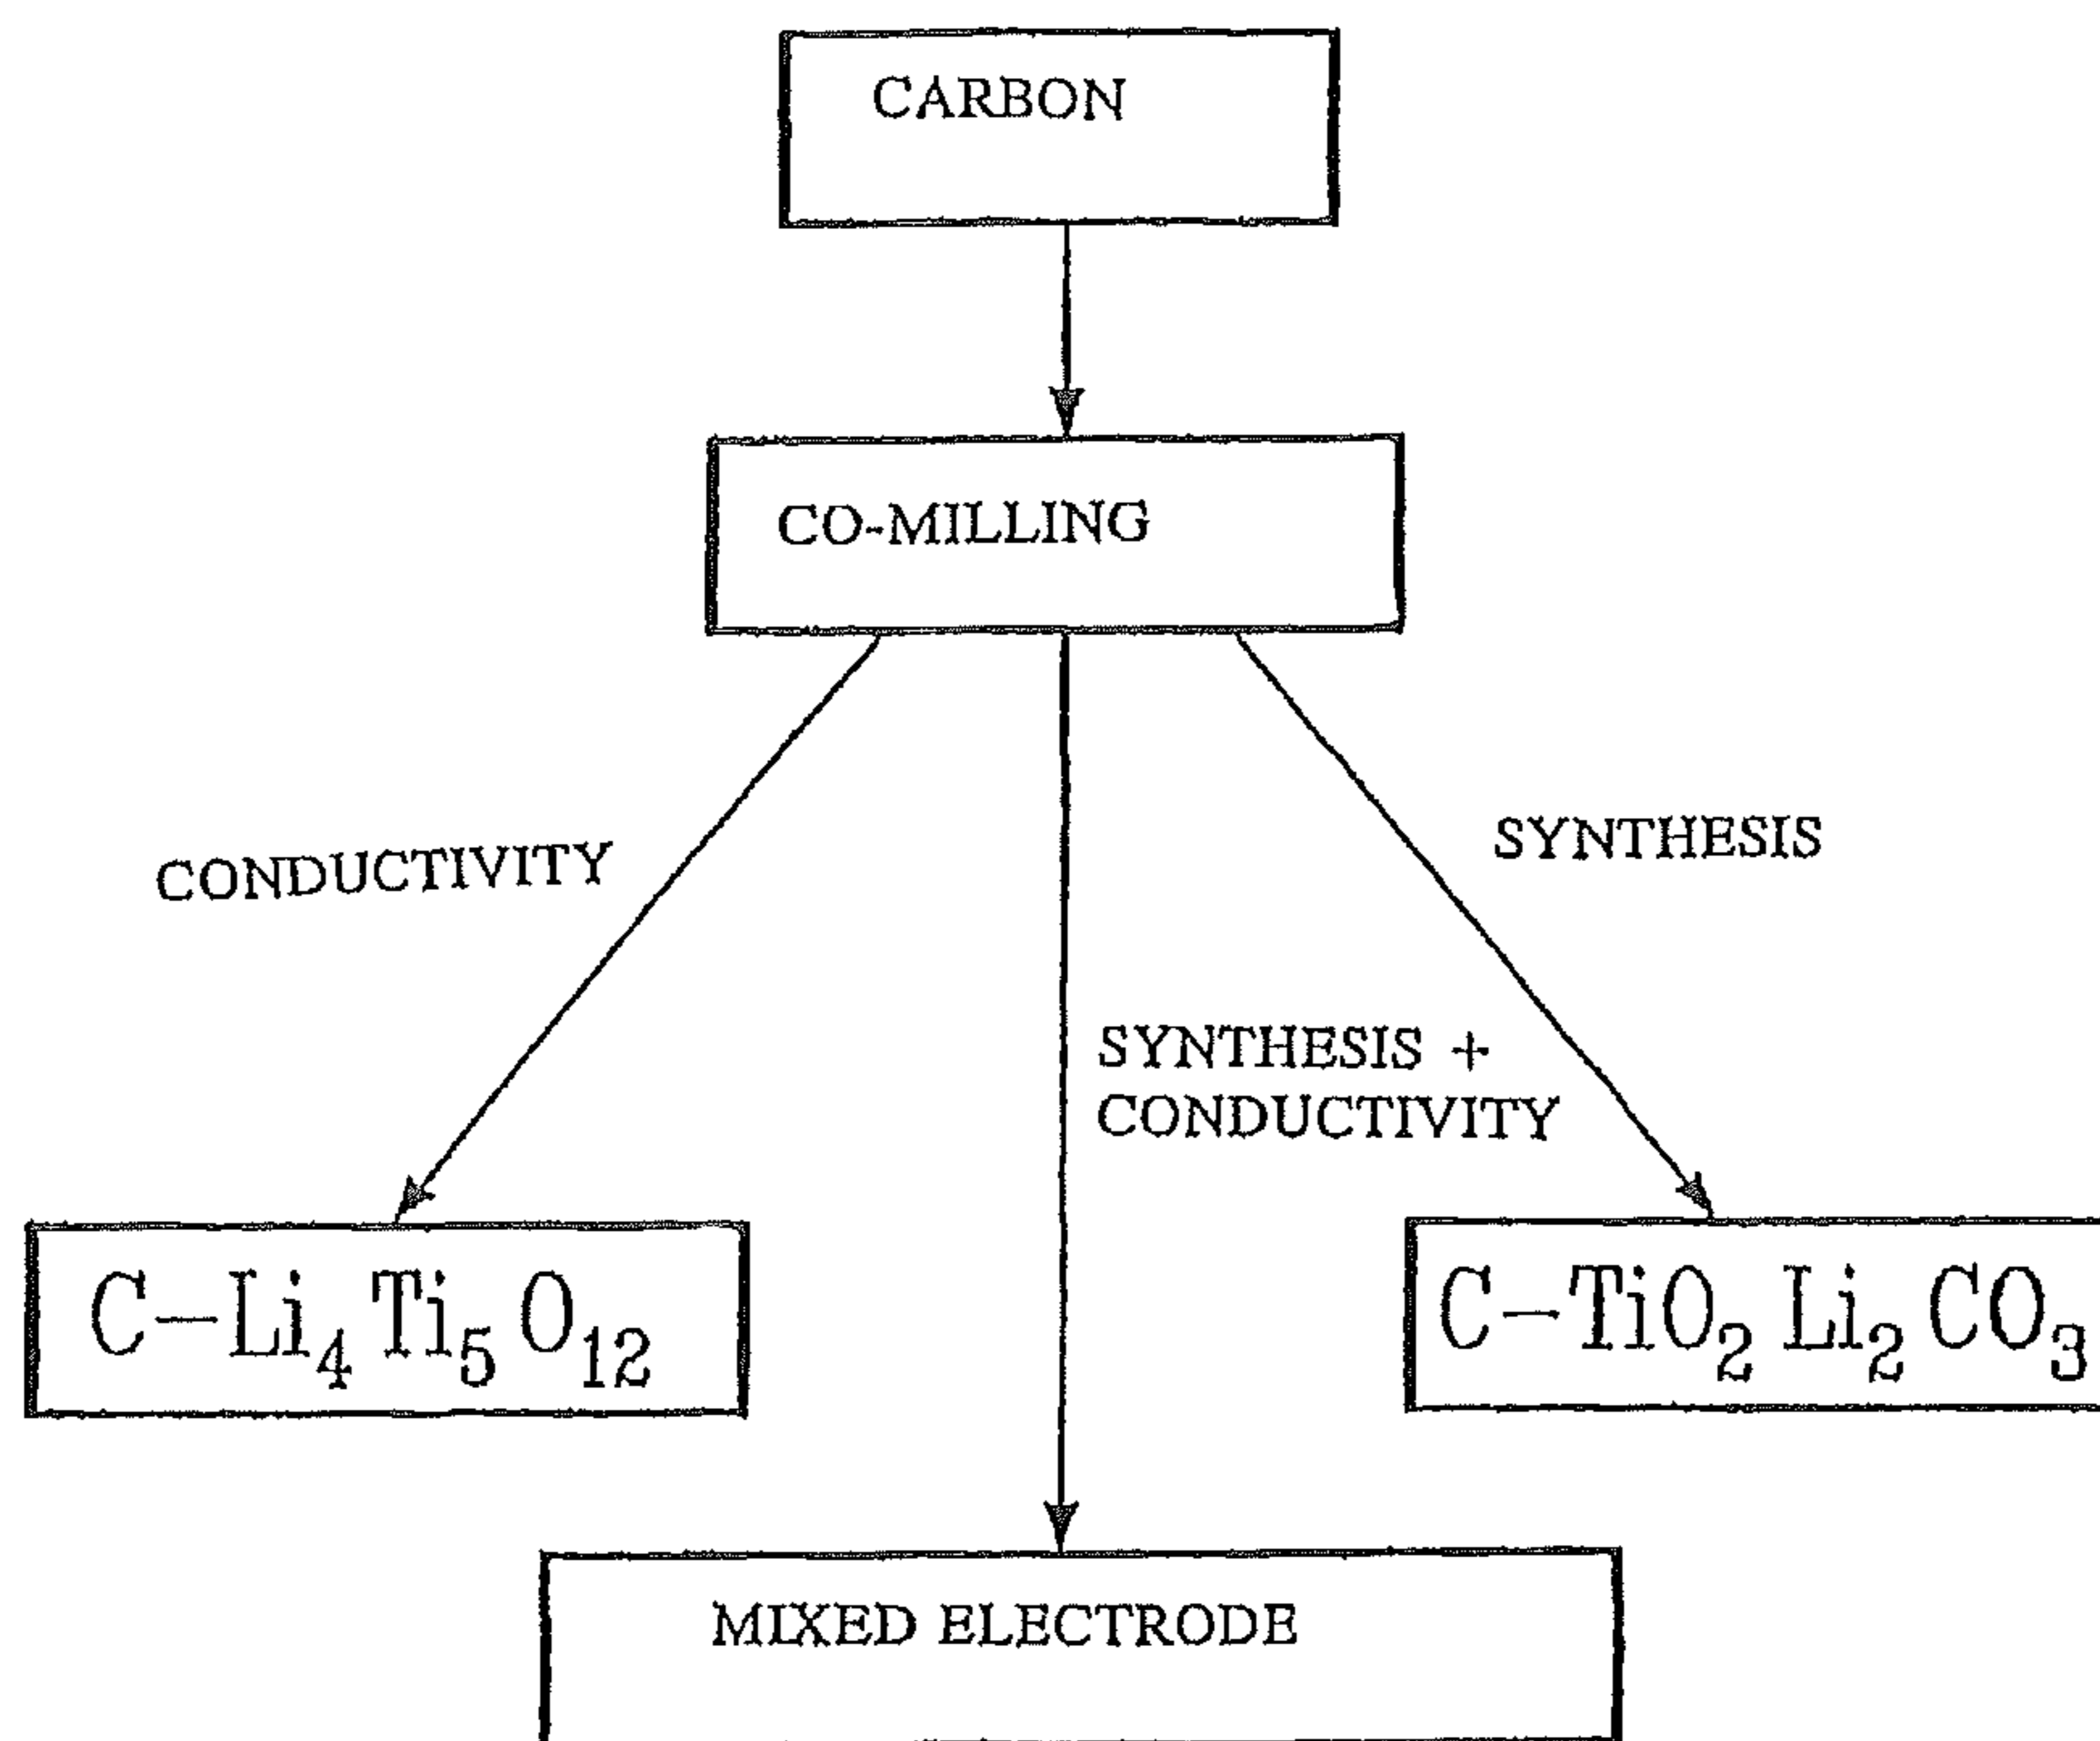 CARBON
CO-MILLING
CONDUCTIVITY
SYNTHESIS
SYNTHESIS +
CONDUCTIVITY
C—Li₄ Ti₅ O₁₂
C—TiO₂ Li₂ CO₃
MIXED ELECTRODE